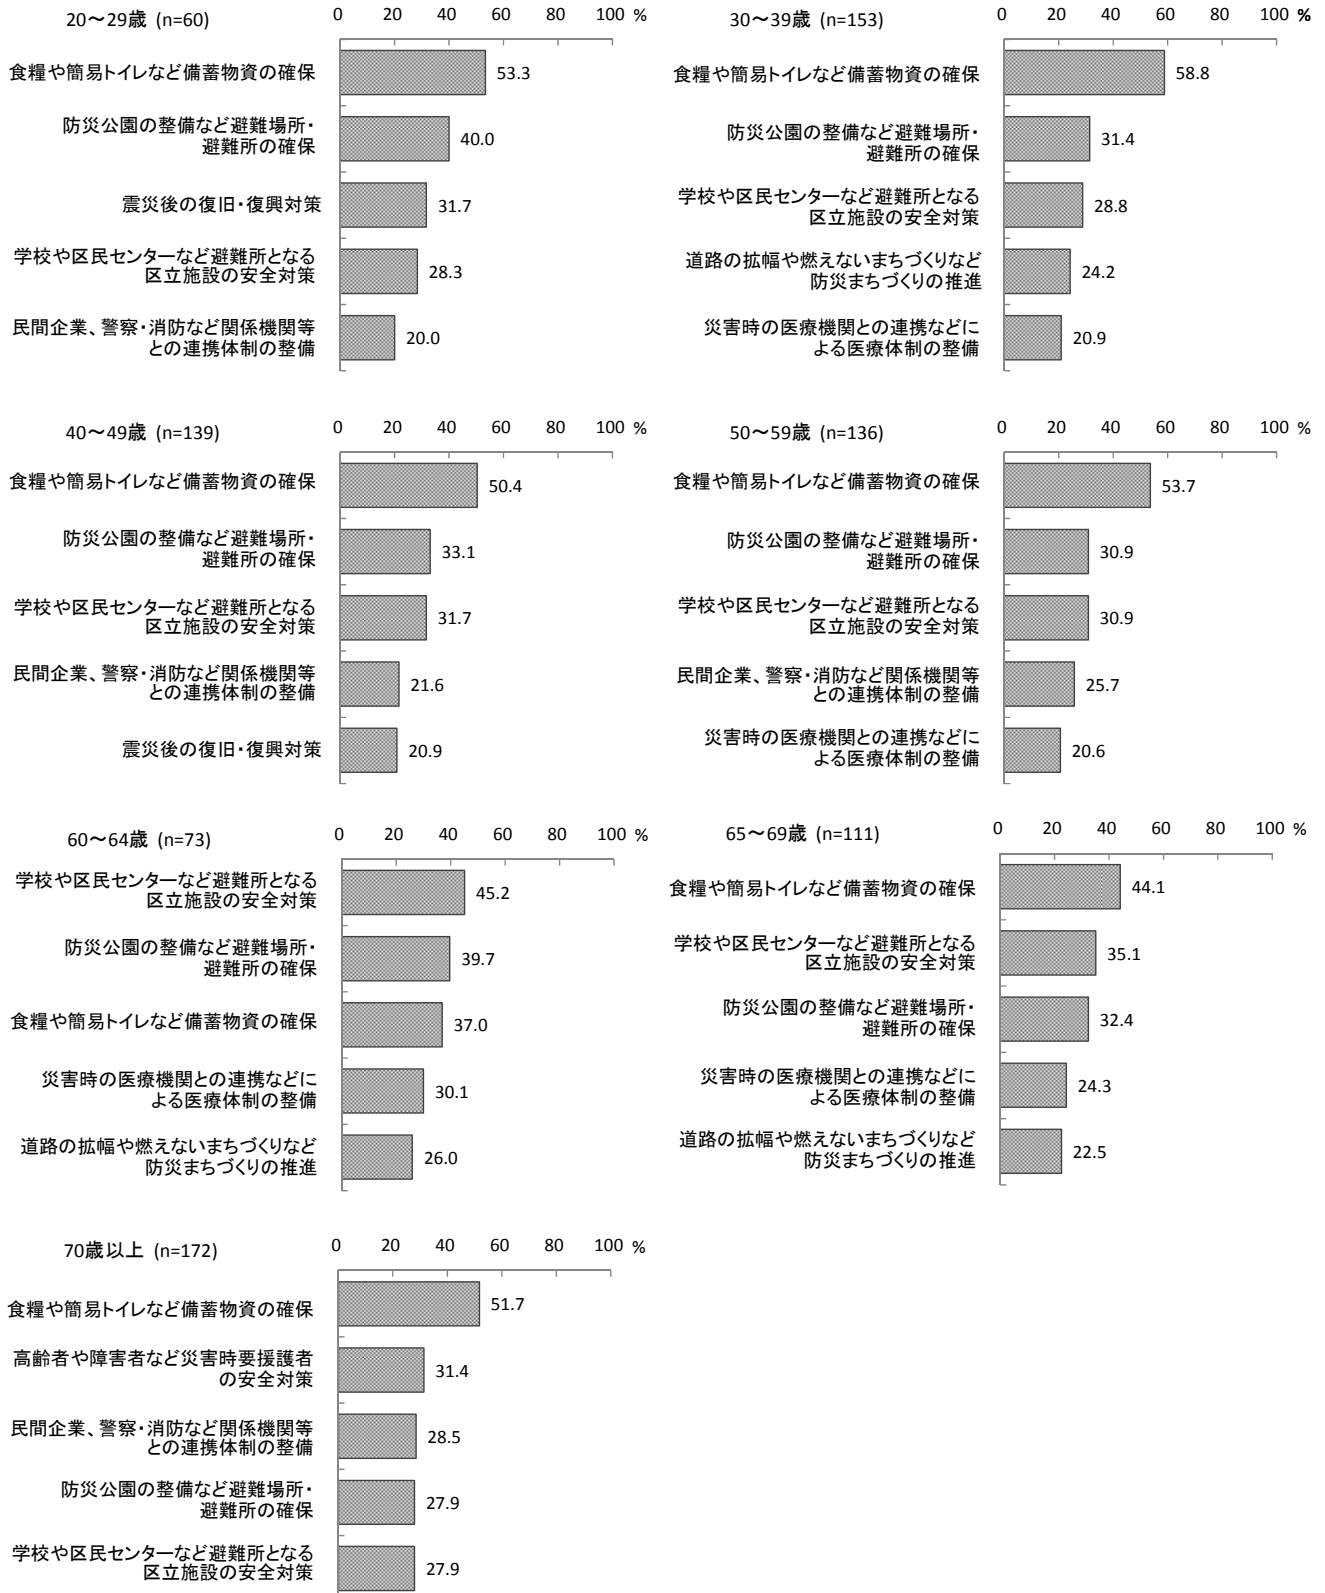 20～29歳 (n=60)
0 20 40 60 80 100 %
食糧や簡易トイレなど備蓄物資の確保
53.3
防災公園の整備など避難場所・
避難所の確保
40.0
震災後の復旧・復興対策
31.7
学校や区民センターなど避難所となる
区立施設の安全対策
28.3
民間企業、警察・消防など関係機関等
との連携体制の整備
20.0
30～39歳 (n=153)
0 20 40 60 80 100 %
食糧や簡易トイレなど備蓄物資の確保
58.8
防災公園の整備など避難場所・
避難所の確保
31.4
学校や区民センターなど避難所となる
区立施設の安全対策
28.8
道路の拡幅や燃えないまちづくりなど
防災まちづくりの推進
24.2
災害時の医療機関との連携などに
よる医療体制の整備
20.9
40～49歳 (n=139)
0 20 40 60 80 100 %
食糧や簡易トイレなど備蓄物資の確保
50.4
防災公園の整備など避難場所・
避難所の確保
33.1
学校や区民センターなど避難所となる
区立施設の安全対策
31.7
民間企業、警察・消防など関係機関等
との連携体制の整備
21.6
震災後の復旧・復興対策
20.9
50～59歳 (n=136)
0 20 40 60 80 100 %
食糧や簡易トイレなど備蓄物資の確保
53.7
防災公園の整備など避難場所・
避難所の確保
30.9
学校や区民センターなど避難所となる
区立施設の安全対策
30.9
民間企業、警察・消防など関係機関等
との連携体制の整備
25.7
災害時の医療機関との連携などに
よる医療体制の整備
20.6
60～64歳 (n=73)
0 20 40 60 80 100 %
学校や区民センターなど避難所となる
区立施設の安全対策
45.2
防災公園の整備など避難場所・
避難所の確保
39.7
食糧や簡易トイレなど備蓄物資の確保
37.0
災害時の医療機関との連携などに
よる医療体制の整備
30.1
道路の拡幅や燃えないまちづくりなど
防災まちづくりの推進
26.0
65～69歳 (n=111)
0 20 40 60 80 100 %
食糧や簡易トイレなど備蓄物資の確保
44.1
学校や区民センターなど避難所となる
区立施設の安全対策
35.1
防災公園の整備など避難場所・
避難所の確保
32.4
災害時の医療機関との連携などに
よる医療体制の整備
24.3
道路の拡幅や燃えないまちづくりなど
防災まちづくりの推進
22.5
70歳以上 (n=172)
0 20 40 60 80 100 %
食糧や簡易トイレなど備蓄物資の確保
51.7
高齢者や障害者など災害時要援護者
の安全対策
31.4
民間企業、警察・消防など関係機関等
との連携体制の整備
28.5
防災公園の整備など避難場所・
避難所の確保
27.9
学校や区民センターなど避難所となる
区立施設の安全対策
27.9